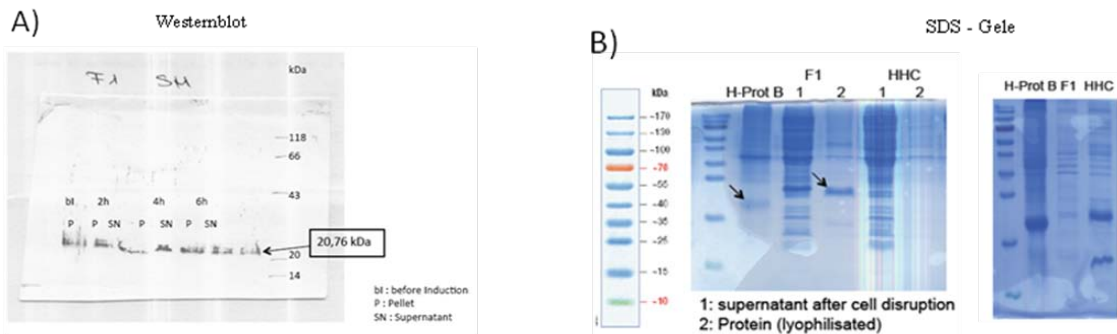 A)
Westernblot
F1 SM
kDa
118
66
43
bI 2h 4h 6h
P P SN P SN P SN
20,76 kDa
20
14
bI : before Induction
P : Pellet
SN : Supernatant
B)
SDS - Gele
kDa
-170
-130
-100
-70
-55
-40
-35
-25
-15
-10
F1 HHC
H-Prot B 1 2 1 2
1: supernatant after cell disruption
2: Protein (lyophilisated)
H-Prot B F1 HHC